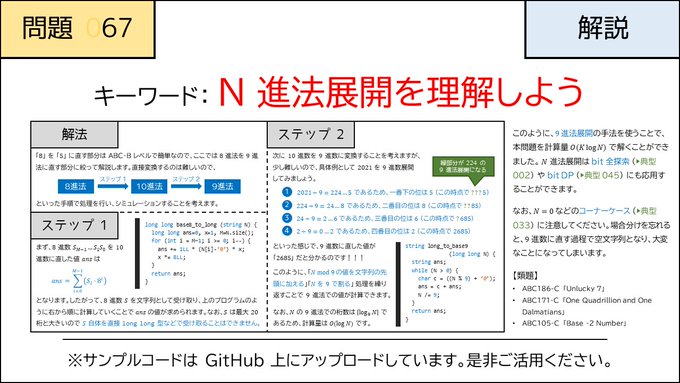 問題 067
解説
キーワード: N 進法展開を理解しよう
解法
「8」を「5」に直す部分は ABC-B レベルで簡単なので、ここでは 8 進法を 9 進
法に直す部分に絞って解説します。直接変換するのは難しいので、
ステップ 1
ステップ 2
8進法
10進法
9進法
といった手順で処理を行い、シミュレーションすることを考えます。
ステップ 1
まず、8 進数 S_{M-1} … S_2S_1S_0 を 10
進数に直した値 ans は
ans = \sum_{i=0}^{M-1} (S_i · 8^i)
となります。したがって、8 進数 S を文字列として受け取り、上のプログラムの
ように右から順に計算していくことで ans の値が求められます。なお、S は最大 20
桁と大きいので S 自体を直接 long long 型などで受け取ることはできません。
long long base8_to_long (string N) {
long long ans=0, x=1, M=N.size();
for (int i = M-1; i >= 0; i--) {
ans += 1LL * (N[i]-'0') * x;
x *= 8LL;
}
return ans;
}
ステップ 2
次に 10 進数を 9 進数に変換することを考えますが、
少し難しいので、具体例として 2021 を 9 進数展開
してみましょう。
緑部分が 224 の
9 進法展開になる
1 2021÷9 = 224…5 であるため、一番下の位は 5 (この時点で ???5)
2 224÷9 = 24…8 であるため、二番目の位は 8 (この時点で ??85)
3 24÷9 = 2…6 であるため、三番目の位は 6 (この時点で ?685)
4 2÷9 = 0…2 であるため、四番目の位は 2 (この時点で 2685)
といった感じで、9 進数に直した値が
「2685」だと分かるのです!!!
このように、「N mod 9 の値を文字列の先
頭に加える」「N を 9 で割る」処理を繰り
返すことで 9 進法での値が計算できます。
なお、N の 9 進法での桁数は ⌈log₉ N⌉ で
あるため、計算量は O(log N) です。
string long_to_base9
(long long N) {
string ans;
while (N > 0) {
char c = ((N % 9) + '0');
ans = c + ans;
N /= 9;
}
return ans;
}
このように、9 進法展開の手法を使うことで、
本問題を計算量 O(K log N) で解くことができ
ました。N 進法展開は bit 全探索 (▶典型
002) や bit DP (▶典型 045) にも応用す
ることができます。
なお、N = 0 などのコーナーケース (▶典型
033) に注意してください。場合分けを忘れる
と、9 進数に直す過程で空文字列となり、大変
なことになってしまいます。
【類題】
• ABC186-C「Unlucky 7」
• ABC171-C「One Quadrillion and One
Dalmatians」
• ABC105-C「Base -2 Number」
※サンプルコードは GitHub 上にアップロードしています。是非ご活用ください。